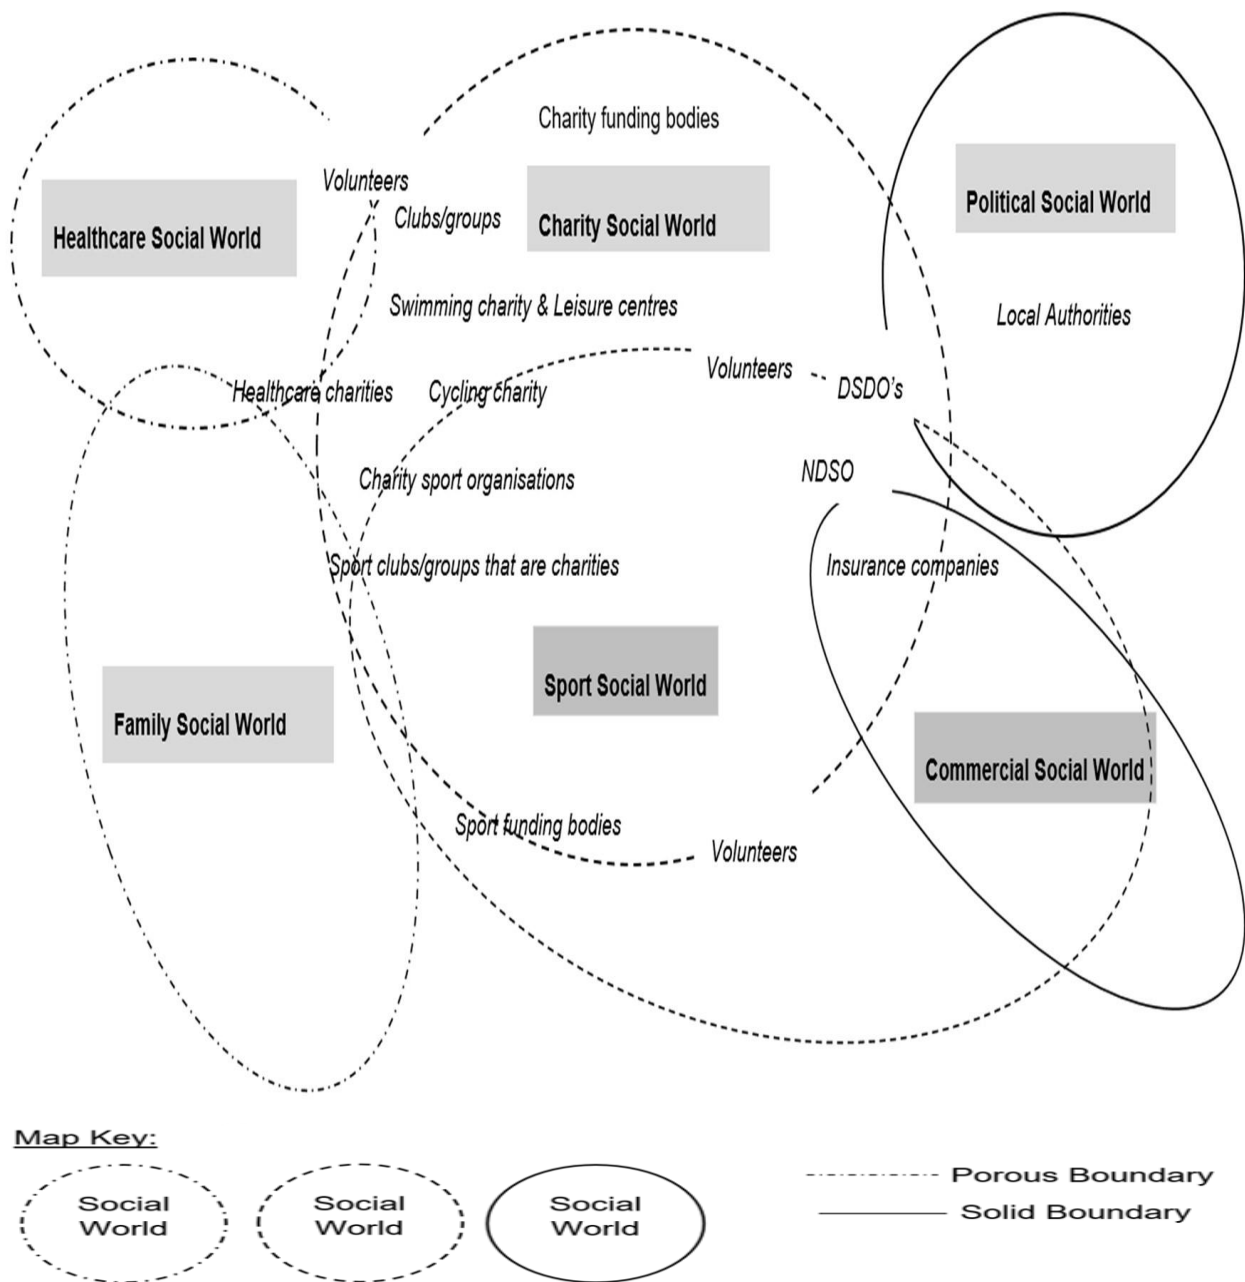 Charity funding bodies
Volunteers
Healthcare Social World
Clubs/groups
Charity Social World
Political Social World
Swimming charity & Leisure centres
Local Authorities
Healthcare charities
Cycling charity
Volunteers
DSDO's
Charity sport organisations
NDSO
Sport clubs/groups that are charities
Insurance companies
Sport Social World
Family Social World
Commercial Social World
Sport funding bodies
Volunteers
Map Key:
Social
World
Social
World
Social
World
Porous Boundary
Solid Boundary